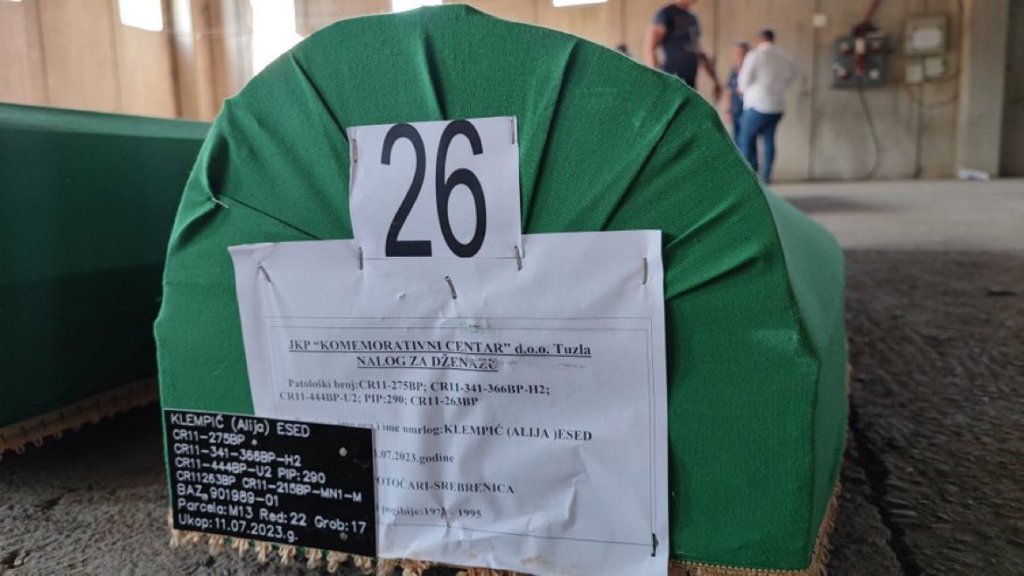 26
JKP “KOMEMORATIVNI CENTAR” d.o.o. Tuzla
NALOG ZA DŽENAZU
Patološki broj:CR11-275BP; CR11-341-366BP-H2;
CR11-444BP-U2; PIP:290; CR11-263BP
ime umrlog: KLEMPIĆ (ALIJA )ESED
.07.2023.godine
OTOČARI-SREBRENICA
1995
KLEMPIĆ (Alija) ESED
CR11-275BP
CR11-341-366BP-H2
CR11-444BP-U2 PIP:290
CR11263BP CR11-215BP-MN1-M
BAZ 901989-01
Parcela:M13 Red:22 Grob:17
Ukop:11.07.2023.g.